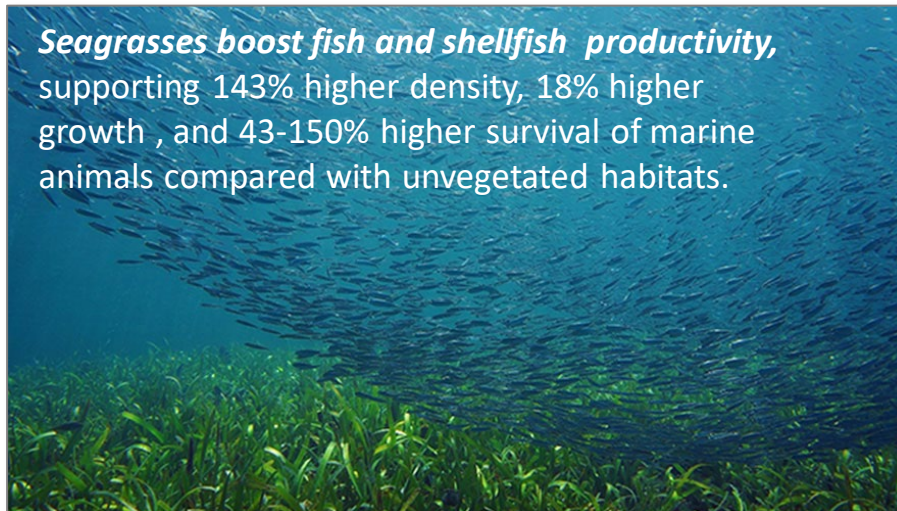 Seagrasses boost fish and shellfish  productivity,
supporting 143% higher density, 18% higher
growth , and 43-150% higher survival of marine
animals compared with unvegetated habitats.